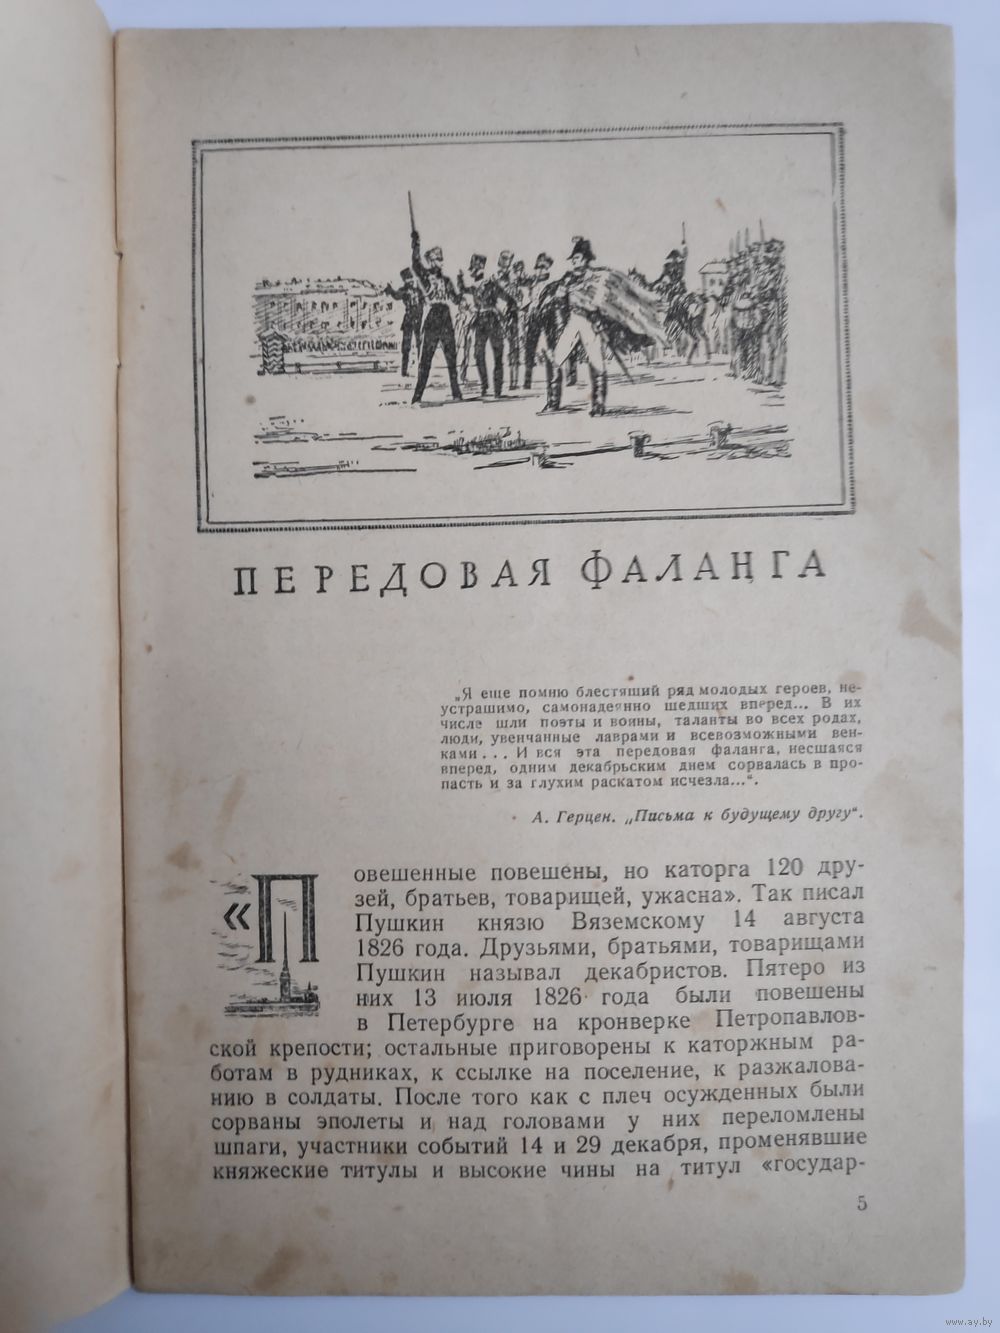 ПЕРЕДОВАЯ ФАЛАНГА
„Я еще помню блестящий ряд молодых героев, не-
устрашимо, самонадеянно шедших вперед... В их
числе шли поэты и воины, таланты во всех родах,
люди, увенчанные лаврами и всевозможными вен-
ками... И вся эта передовая фаланга, несшаяся
вперед, одним декабрьским днем сорвалась в про-
пасть и за глухим раскатом исчезла...“.
А. Герцен. „Письма к будущему другу“.
«Повешенные повешены, но каторга 120 дру-
зей, братьев, товарищей, ужасна». Так писал
Пушкин князю Вяземскому 14 августа
1826 года. Друзьями, братьями, товарищами
Пушкин называл декабристов. Пятеро из
них 13 июля 1826 года были повешены
в Петербурге на кронверке Петропавлов-
ской крепости; остальные приговорены к каторжным ра-
ботам в рудниках, к ссылке на поселение, к разжалова-
нию в солдаты. После того как с плеч осужденных были
сорваны эполеты и над головами у них переломлены
шпаги, участники событий 14 и 29 декабря, променявшие
княжеские титулы и высокие чины на титул «государ-
5
www.ay.by